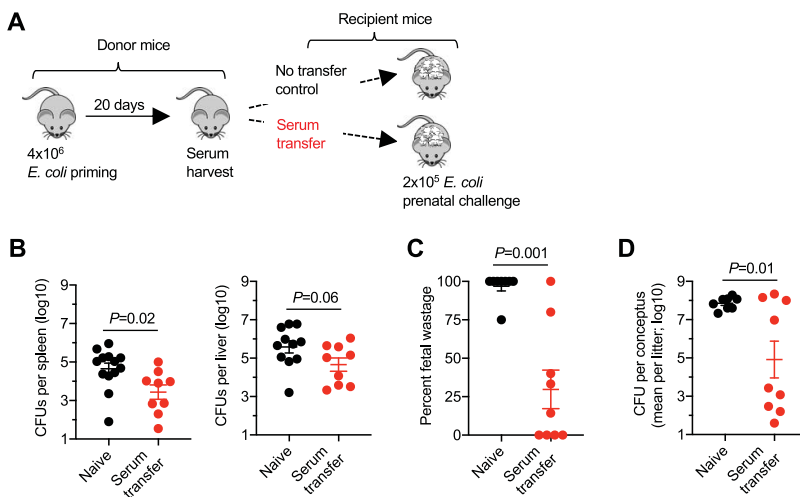 A
Donor mice
Recipient mice
20 days
No transfer
control
Serum
transfer
4x10⁶
E. coli priming
Serum
harvest
2x10⁵ E. coli
prenatal challenge
B
CFUs per spleen (log10)
9
7
5
3
1
P=0.02
Naive
Serum
transfer
CFUs per liver (log10)
9
7
5
3
1
P=0.06
Naive
Serum
transfer
C
Percent fetal wastage
100
75
50
25
0
P=0.001
Naive
Serum
transfer
D
CFU per conceptus
(mean per litter; log10)
9
7
5
3
1
P=0.01
Naive
Serum
transfer